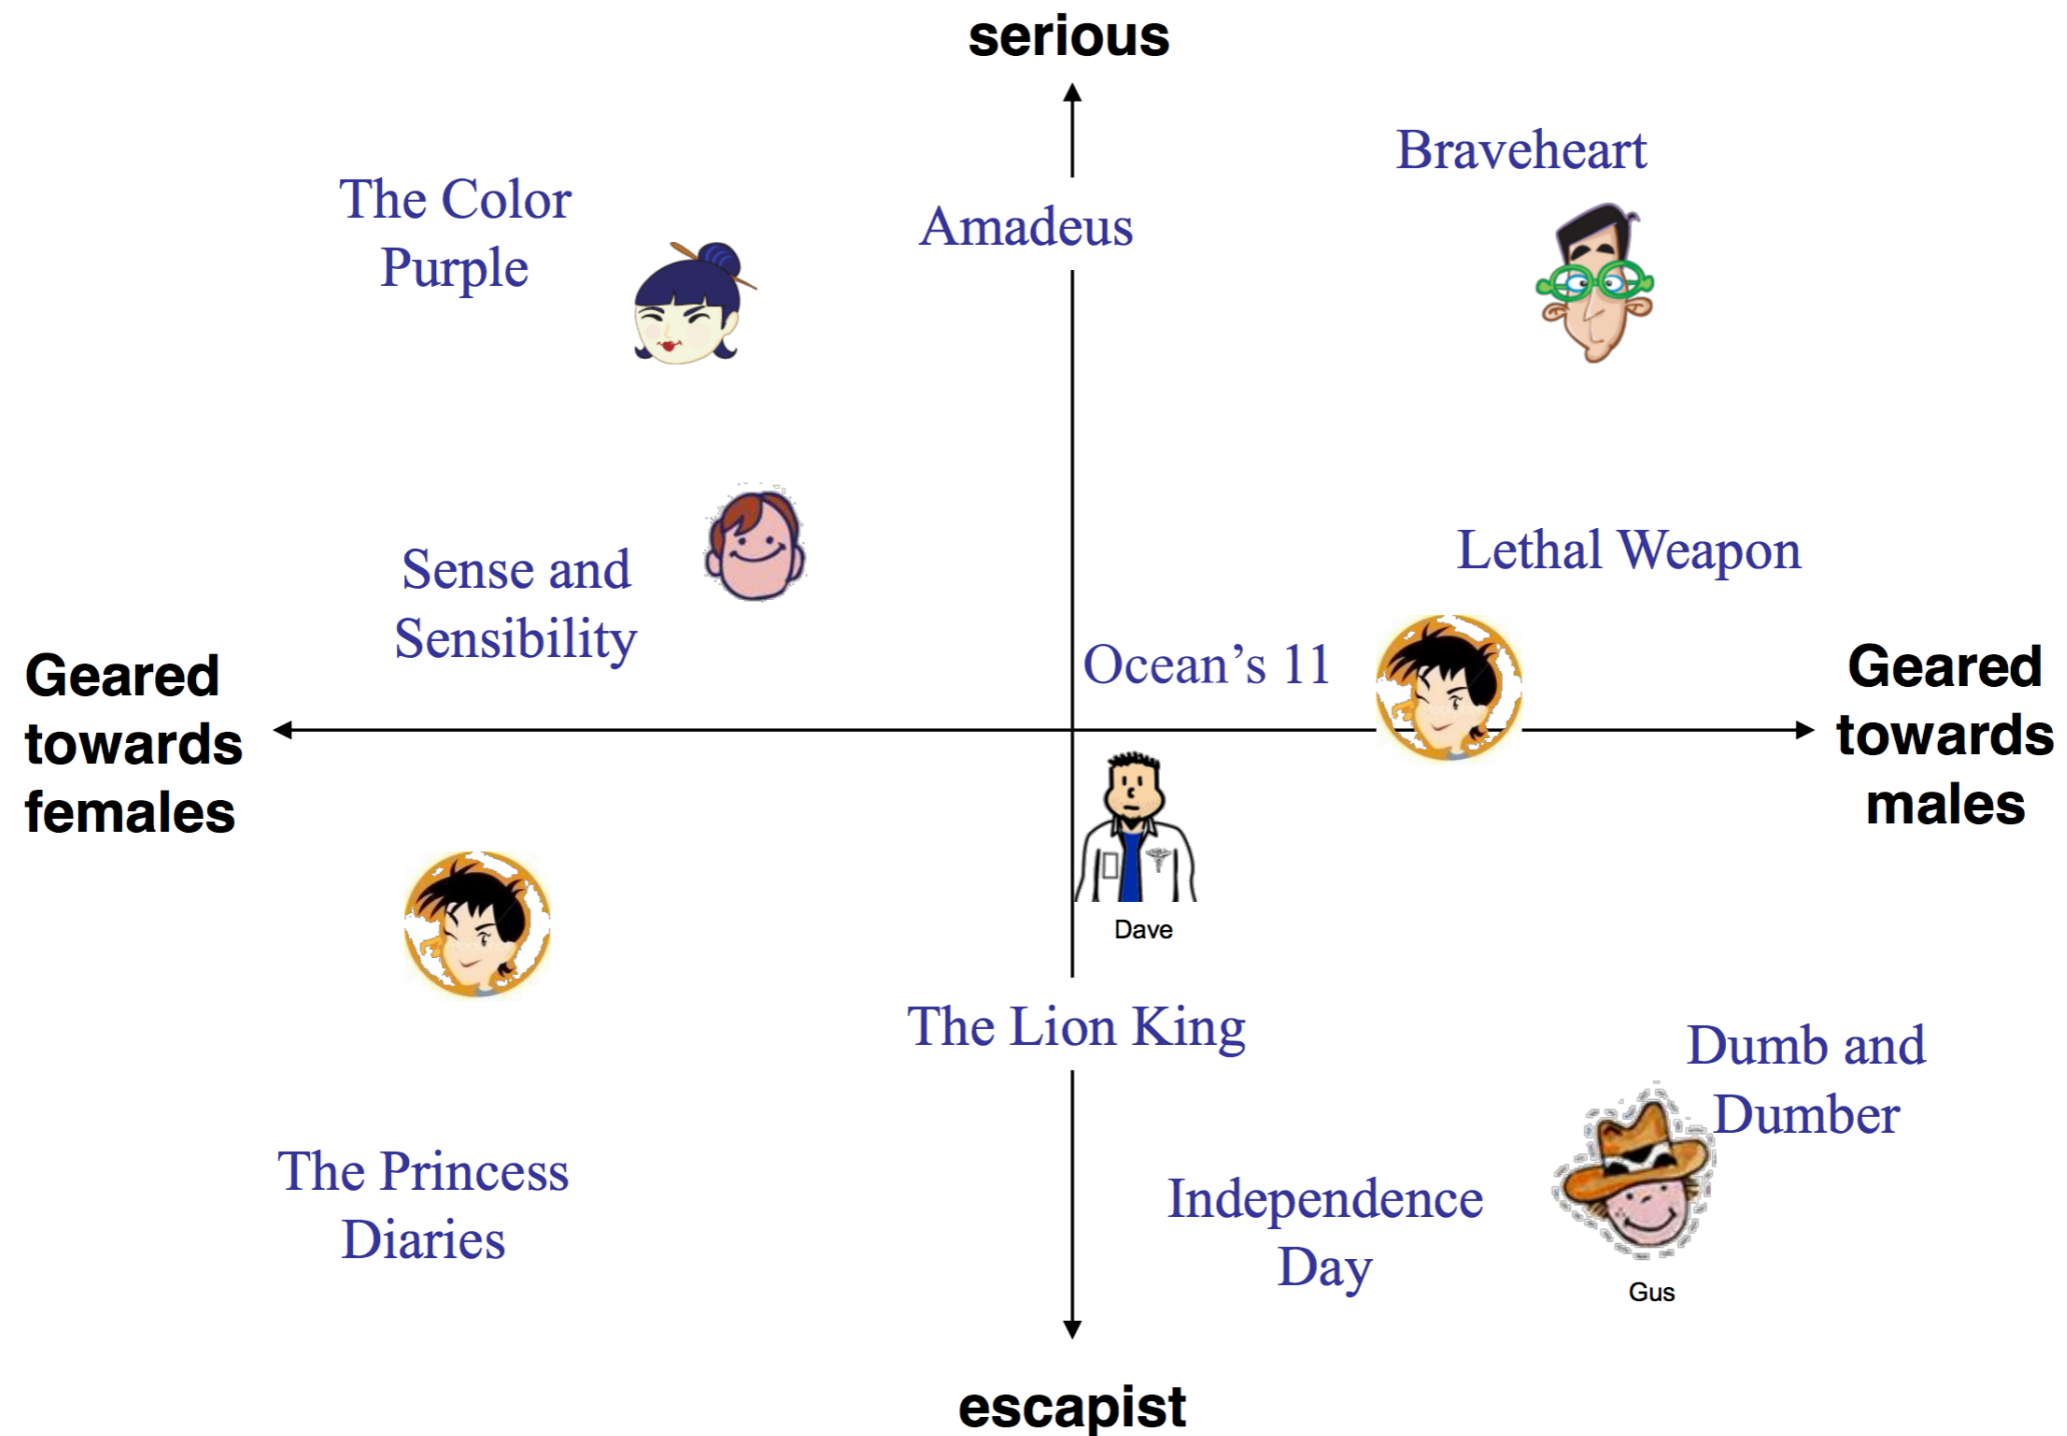 serious
Braveheart
The Color
Purple
Amadeus
Sense and
Sensibility
Lethal Weapon
Ocean's 11
Geared
towards
females
Geared
towards
males
Dave
The Lion King
Dumb and
Dumber
The Princess
Diaries
Independence
Day
Gus
escapist